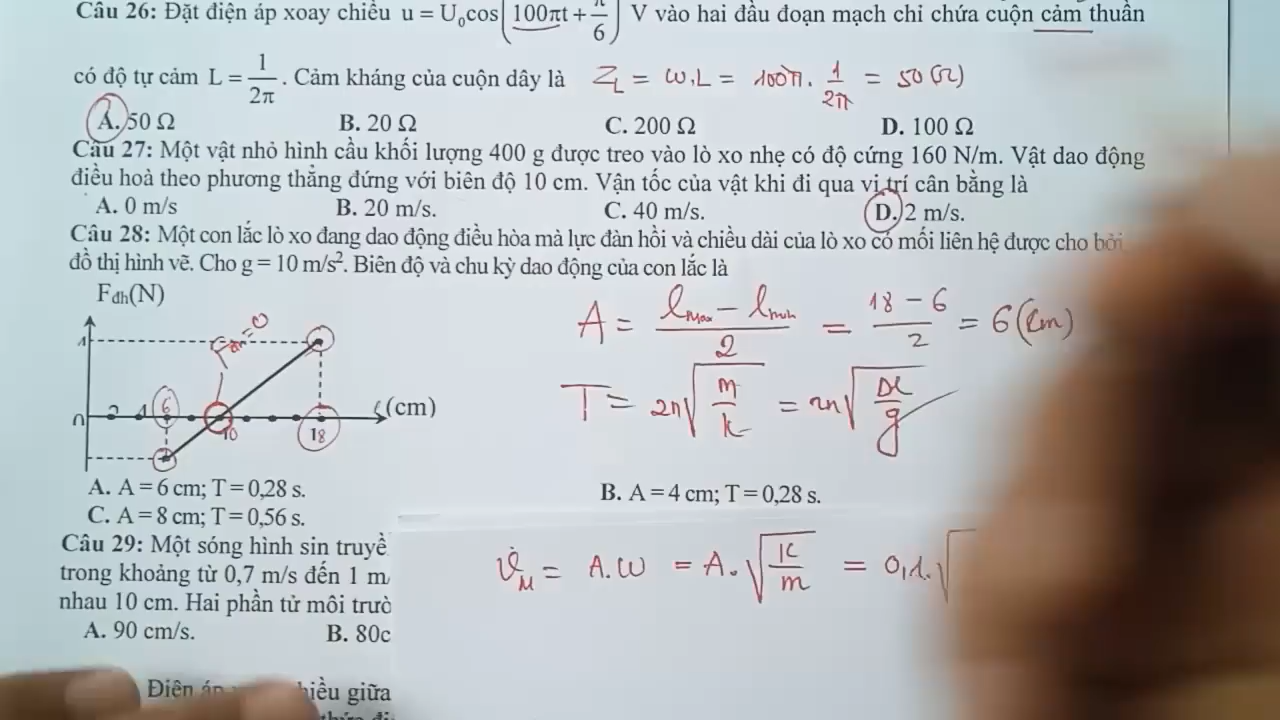 Câu 26: Đặt điện áp xoay chiều u = U₀cos(100πt + π/6) V vào hai đầu đoạn mạch chỉ chứa cuộn cảm thuần
có độ tự cảm L = 1/2π. Cảm kháng của cuộn dây là Z_L = ω.L = 100π. 1/2π = 50(Ω)
A. 50 Ω B. 20 Ω C. 200 Ω D. 100 Ω
Câu 27: Một vật nhỏ hình cầu khối lượng 400 g được treo vào lò xo nhẹ có độ cứng 160 N/m. Vật dao động
điều hoà theo phương thẳng đứng với biên độ 10 cm. Vận tốc của vật khi đi qua vị trí cân bằng là
A. 0 m/s B. 20 m/s. C. 40 m/s. D. 2 m/s.
Câu 28: Một con lắc lò xo đang dao động điều hòa mà lực đàn hồi và chiều dài của lò xo có mối liên hệ được cho bởi
đồ thị hình vẽ. Cho g = 10 m/s². Biên độ và chu kỳ dao động của con lắc là
Fđh(N)
A = (lMax − lmin)/2 = (18 − 6)/2 = 6 (cm)
Fđh=0
T = 2π√(m/k) = 2π√(Δl/g)
0 2 4 6 10 18 (cm)
A. A = 6 cm; T = 0,28 s. B. A = 4 cm; T = 0,28 s.
C. A = 8 cm; T = 0,56 s.
Câu 29: Một sóng hình sin truyề
trong khoảng từ 0,7 m/s đến 1 m
nhau 10 cm. Hai phần tử môi trườ
A. 90 cm/s. B. 80c
v_M = A.ω = A.√(k/m) = 0,1.√
Điện áp iều giữa